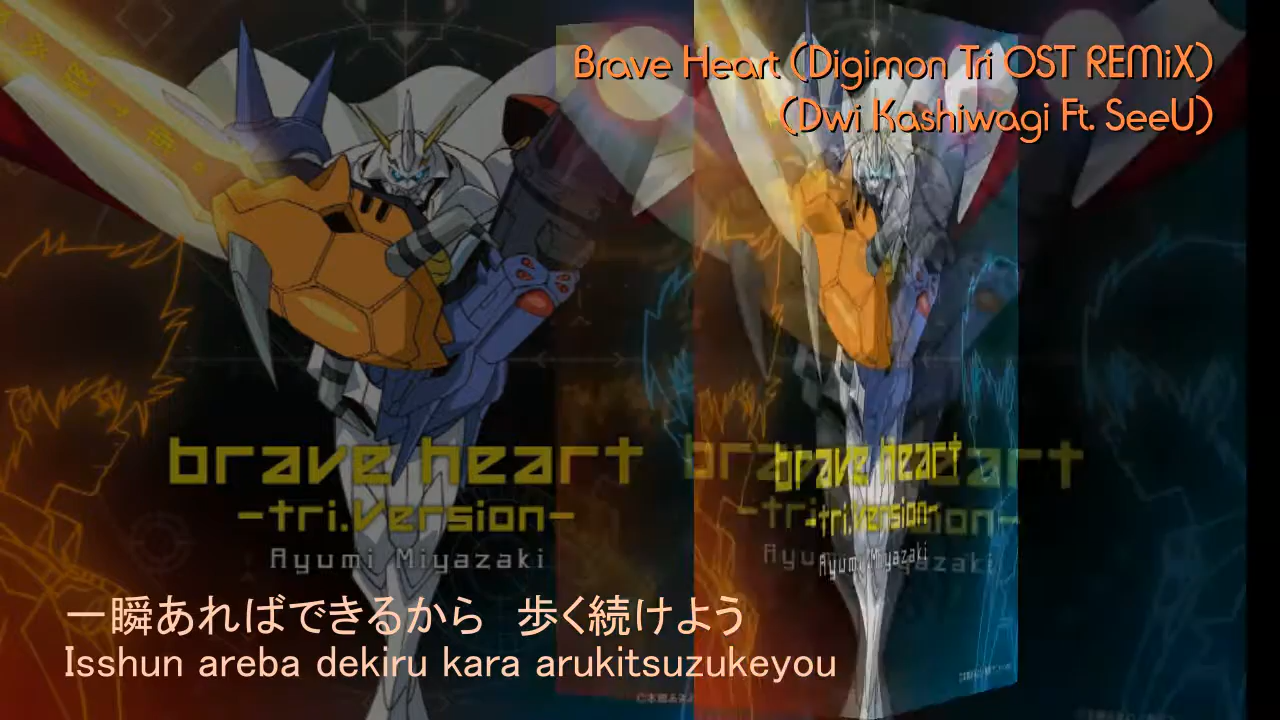 Brave Heart (Digimon Tri OST REMiX)
(Dwi Kashiwagi Ft. SeeU)
brave heart
-tri.Version-
Ayumi Miyazaki
brave heart
-tri.Version-
Ayumi Miyazaki
一瞬あればできるから　歩く続けよう
Isshun areba dekiru kara arukitsuzukeyou